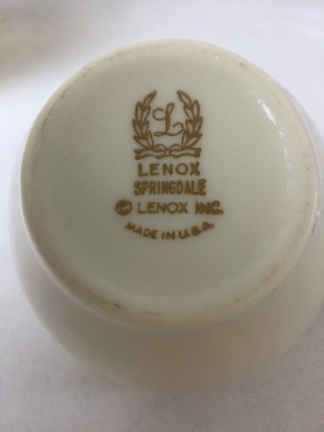 L
LENOX
SPRINGDALE
© LENOX INC.
MADE IN U.S.A.